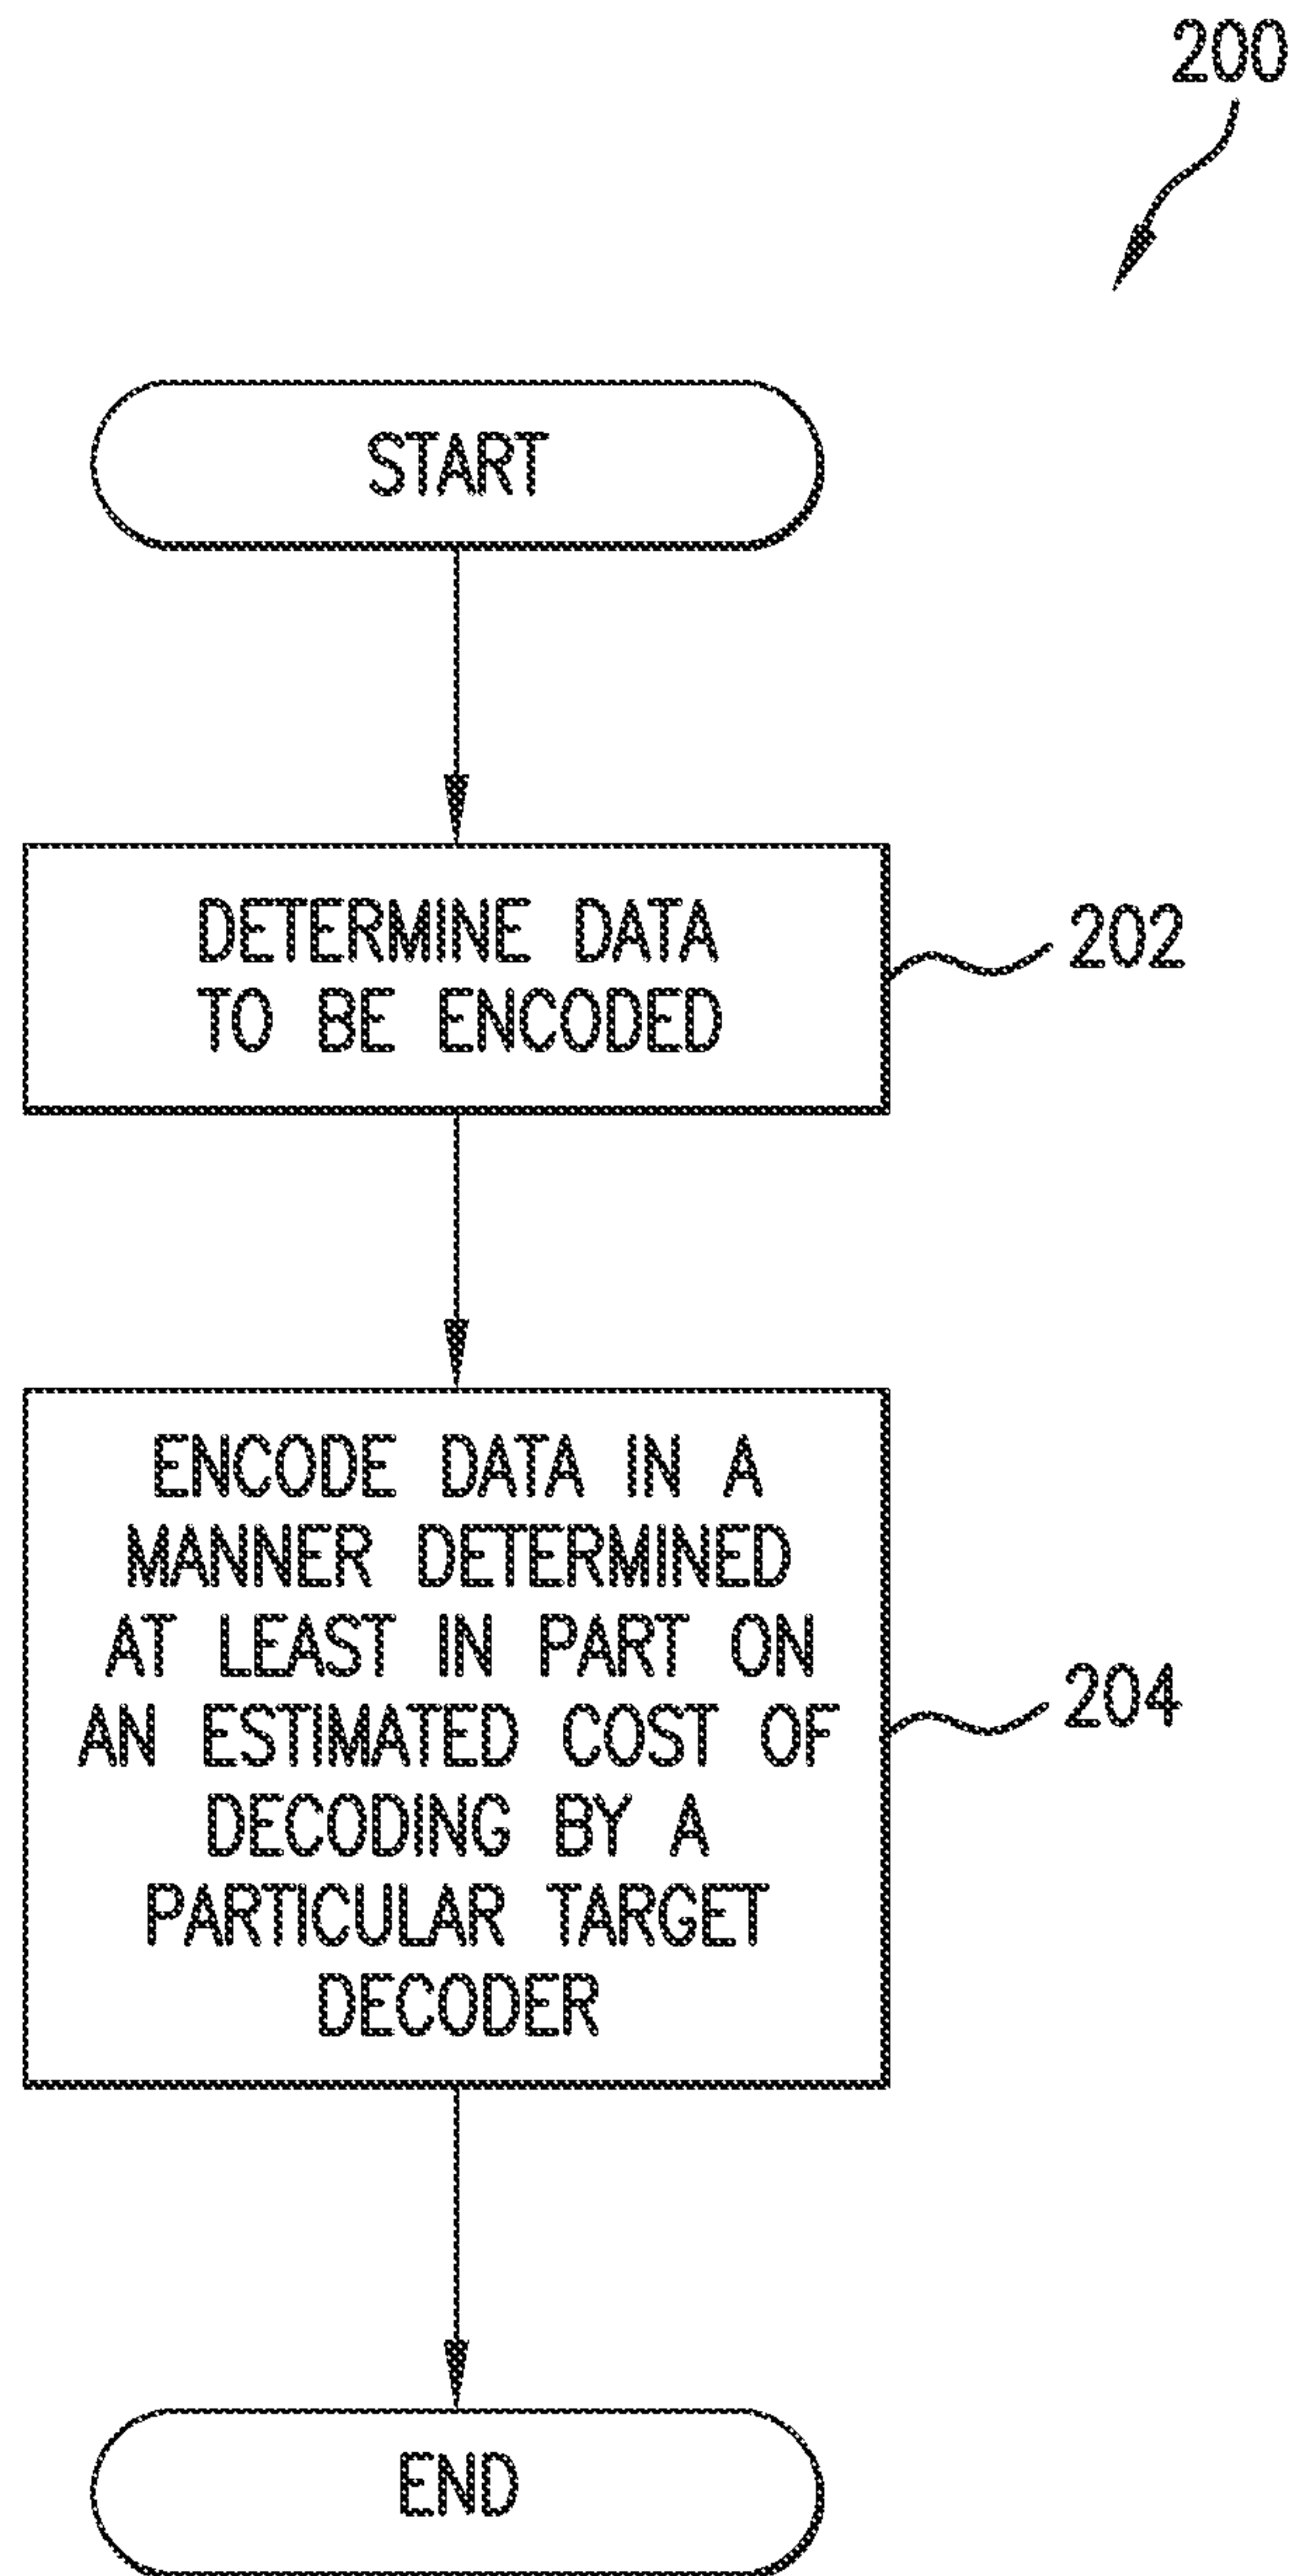 200
START
DETERMINE DATA
TO BE ENCODED
202
ENCODE DATA IN A
MANNER DETERMINED
AT LEAST IN PART ON
AN ESTIMATED COST OF
DECODING BY A
PARTICULAR TARGET
DECODER
204
END